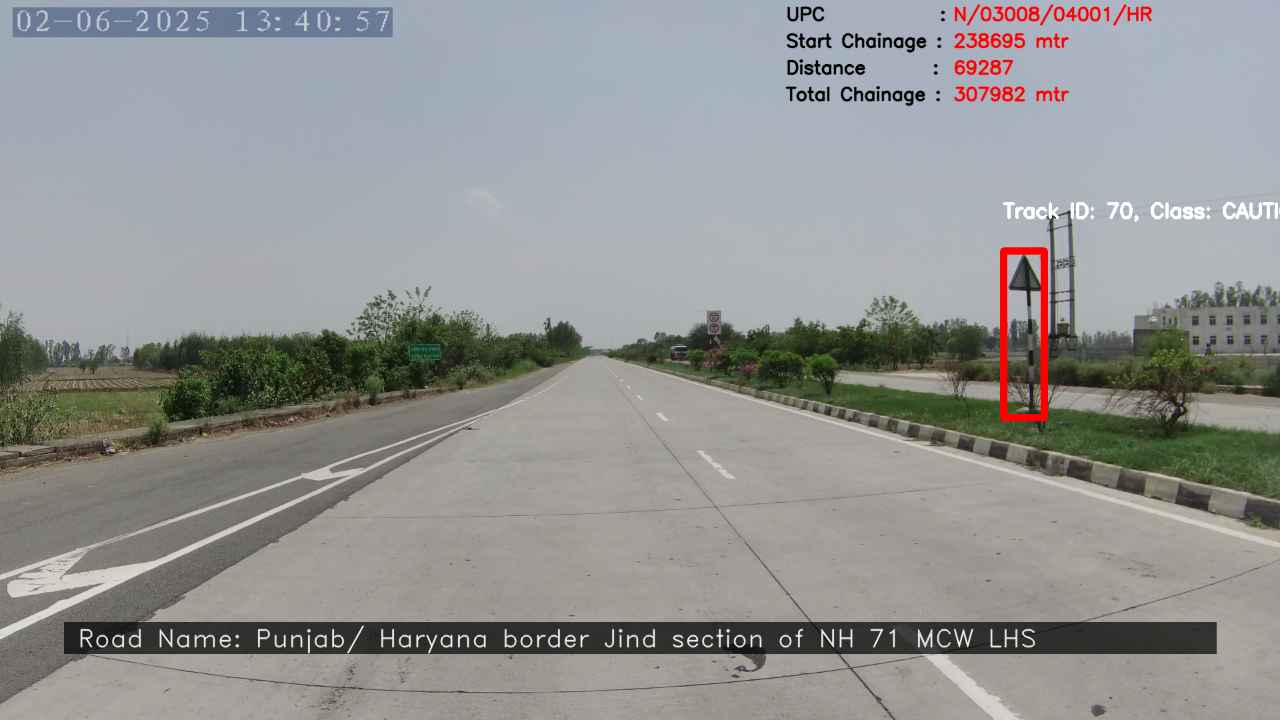 02-06-2025 13:40:57
UPC : N/03008/04001/HR
Start Chainage : 238695 mtr
Distance : 69287
Total Chainage : 307982 mtr
Track ID: 70, Class: CAUTI
Road Name: Punjab/ Haryana border Jind section of NH 71 MCW LHS